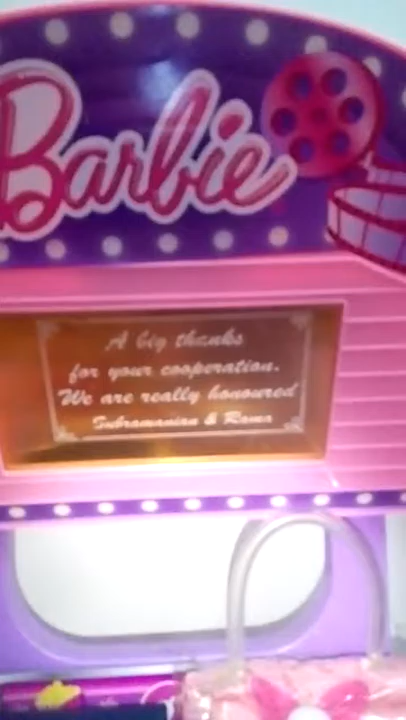 Barbie
A big thanks
for your cooperation.
We are really honoured
Subramanian & Rama